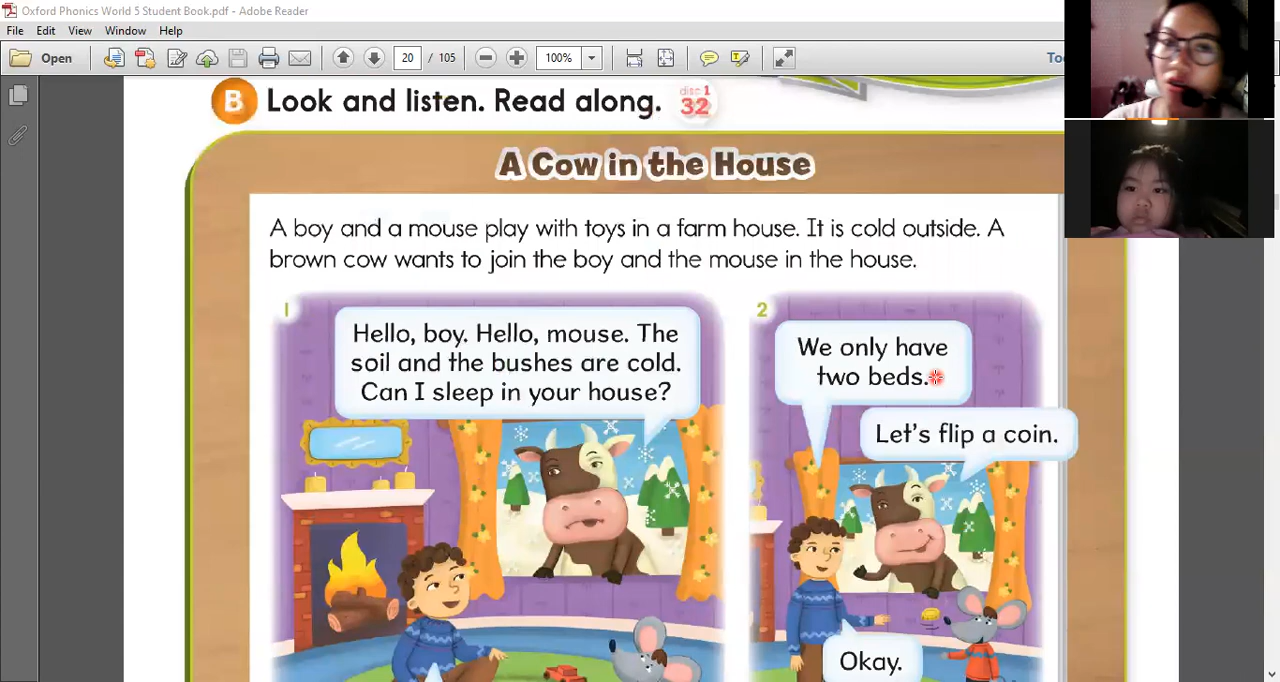 Oxford Phonics World 5 Student Book.pdf - Adobe Reader
File Edit View Window Help
Open 20 / 105 100%
B Look and listen. Read along. disc 1 32
A Cow in the House
A boy and a mouse play with toys in a farm house. It is cold outside. A
brown cow wants to join the boy and the mouse in the house.
1
Hello, boy. Hello, mouse. The
soil and the bushes are cold.
Can I sleep in your house?
2
We only have
two beds.
Let's flip a coin.
Okay.